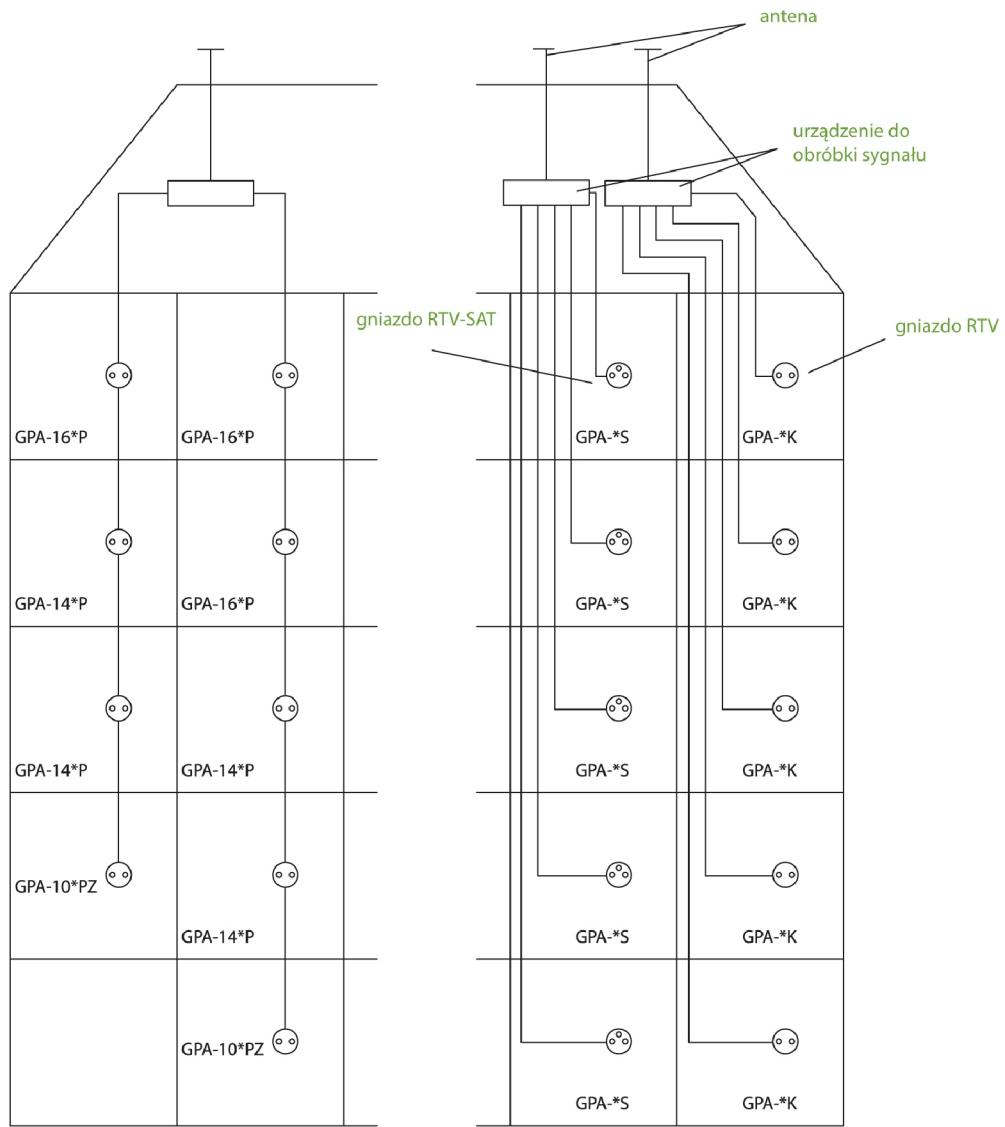 antena
urządzenie do
obróbki sygnału
gniazdo RTV-SAT
gniazdo RTV
GPA-16*P
GPA-16*P
GPA-*S
GPA-*K
GPA-14*P
GPA-16*P
GPA-*S
GPA-*K
GPA-14*P
GPA-14*P
GPA-*S
GPA-*K
GPA-10*PZ
GPA-14*P
GPA-*S
GPA-*K
GPA-10*PZ
GPA-*S
GPA-*K